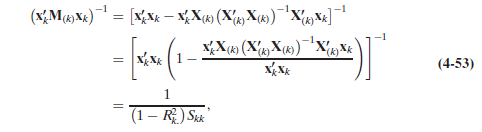 (x′ₖM₍ₖ₎xₖ)⁻¹ = [x′ₖxₖ − x′ₖX₍ₖ₎(X′₍ₖ₎X₍ₖ₎)⁻¹X′₍ₖ₎xₖ]⁻¹
= [x′ₖxₖ (1 − x′ₖX₍ₖ₎(X′₍ₖ₎X₍ₖ₎)⁻¹X′₍ₖ₎xₖ / x′ₖxₖ)]⁻¹ (4-53)
= 1 / (1 − R²ₖ.) Sₖₖ,